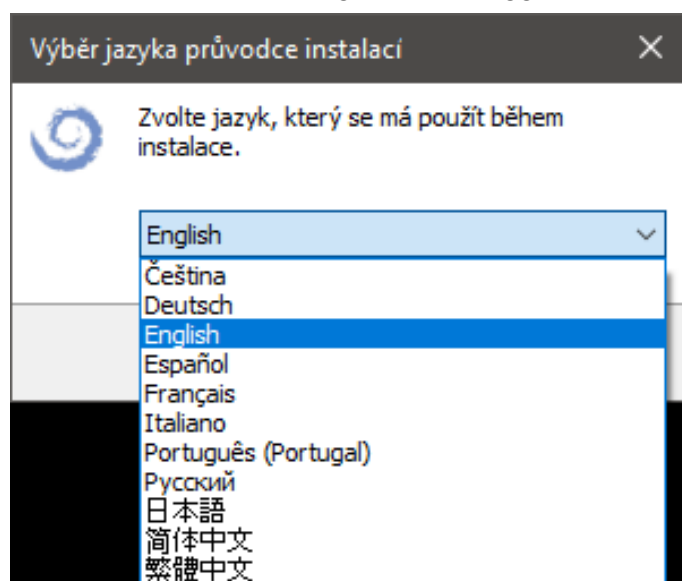 Výběr jazyka průvodce instalací
Zvolte jazyk, který se má použít během
instalace.
English
Čeština
Deutsch
English
Español
Français
Italiano
Português (Portugal)
Русский
日本語
简体中文
繁體中文